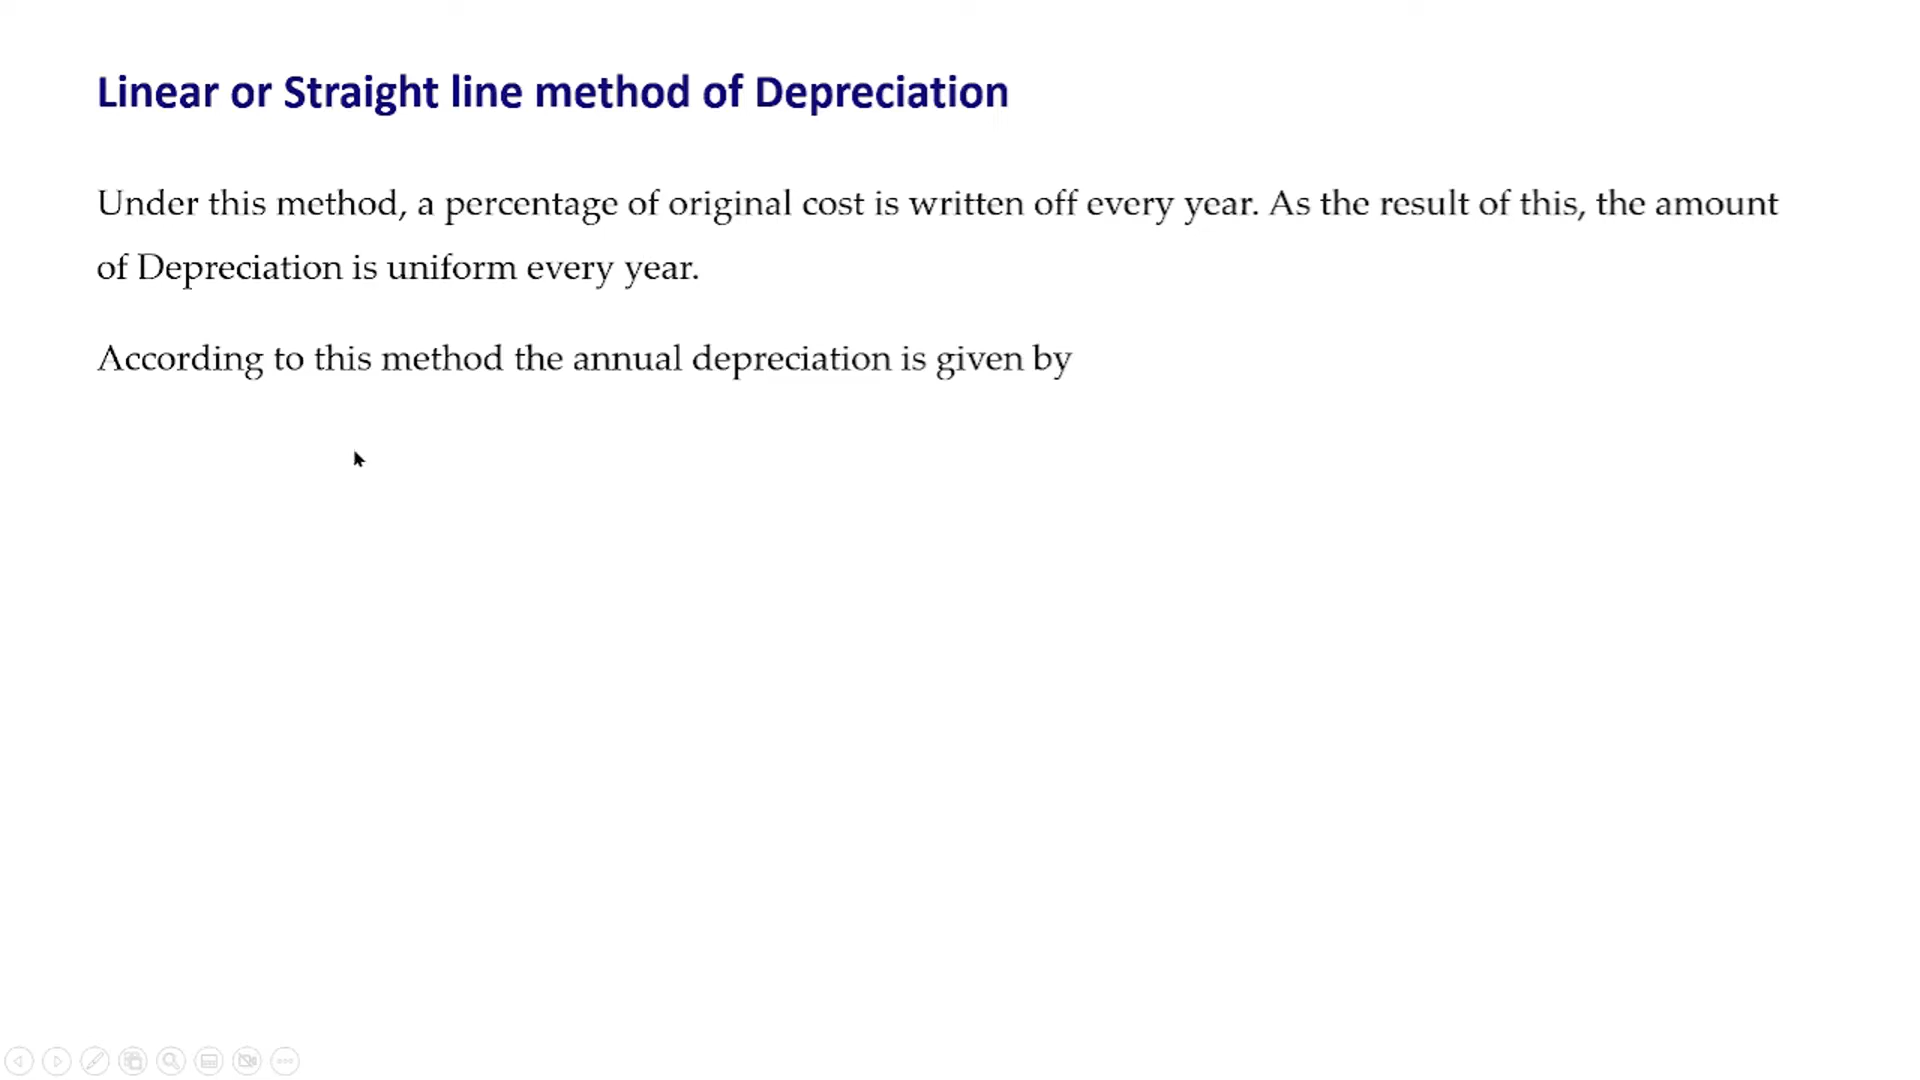 Linear or Straight line method of Depreciation
Under this method, a percentage of original cost is written off every year. As the result of this, the amount
of Depreciation is uniform every year.
According to this method the annual depreciation is given by